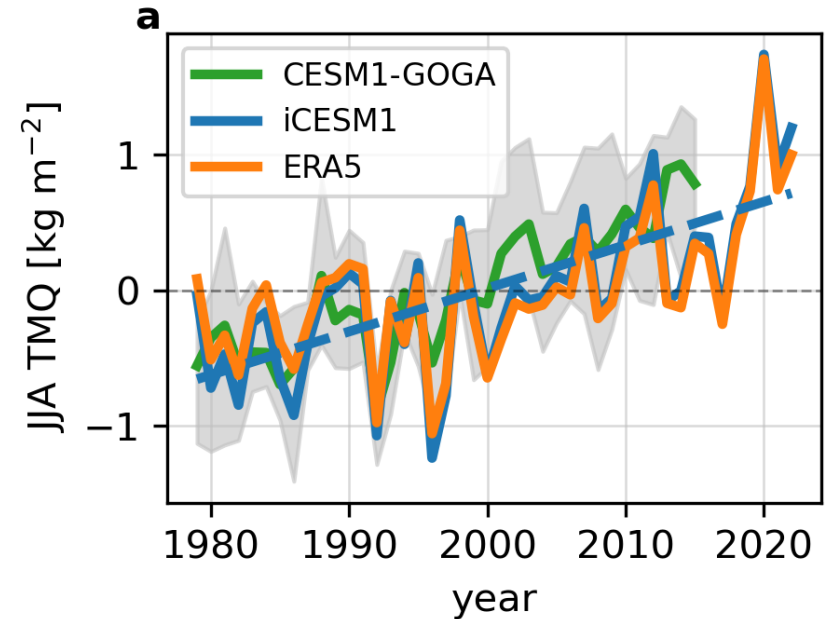 a
CESM1-GOGA
iCESM1
ERA5
JJA TMQ [kg m⁻²]
1
0
−1
1980 1990 2000 2010 2020
year